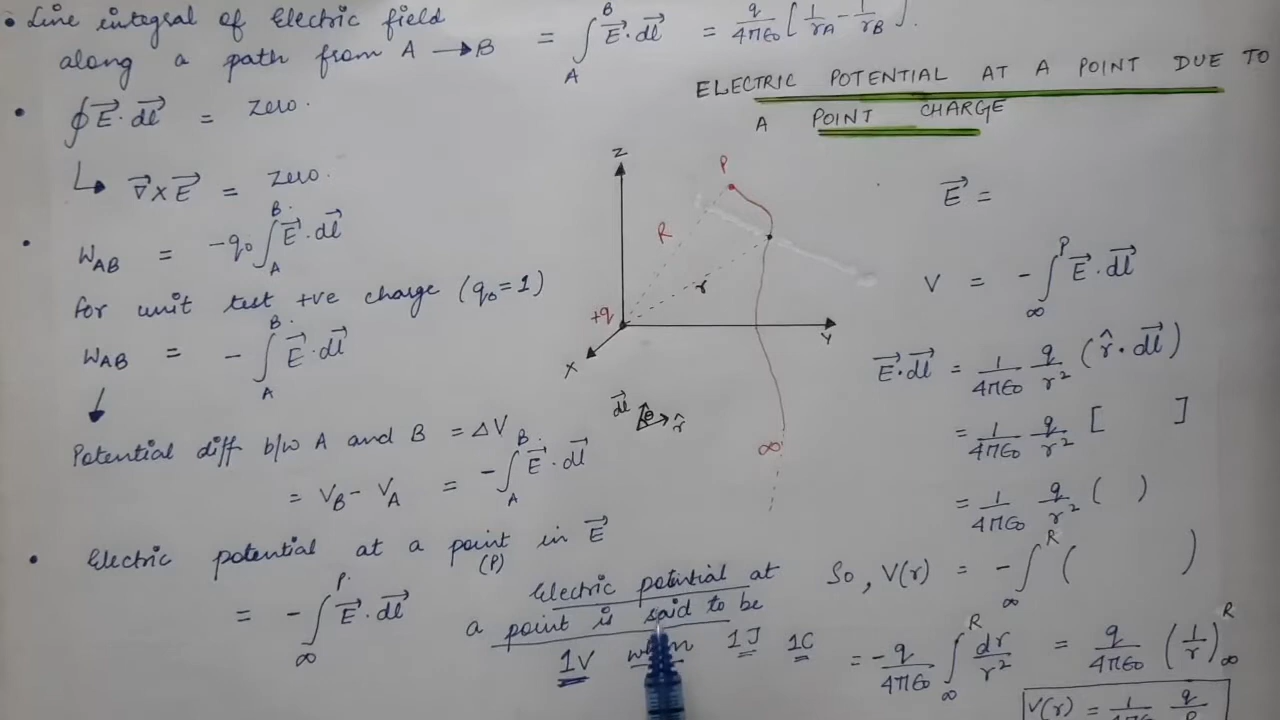 • Line integral of Electric field
along a path from A → B = ∫_A^B E⃗·dl⃗ = q/4πε₀ [1/r_A - 1/r_B].
• ∮E⃗·dl⃗ = zero.
↳ ∇⃗×E⃗ = zero.
• W_AB = -q₀ ∫_A^B E⃗·dl⃗
for unit test +ve charge (q₀=1)
W_AB = - ∫_A^B E⃗·dl⃗
↓
Potential diff b/w A and B = ΔV
= V_B - V_A = -∫_A^B E⃗·dl⃗
• Electric potential at a point in E⃗
(P)
= - ∫_∞^P E⃗·dl⃗
Electric potential at
a point is said to be
1V when 1J 1C
ELECTRIC POTENTIAL AT A POINT DUE TO
A POINT CHARGE
Z
P
R
r
+q
Y
X
dl⃗ θ r̂
∞
E⃗ =
V = - ∫_∞^P E⃗·dl⃗
E⃗·dl⃗ = 1/4πε₀ q/r² (r̂·dl⃗)
= 1/4πε₀ q/r² [ ]
= 1/4πε₀ q/r² ( )
So, V(r) = - ∫_∞^R ( )
= -q/4πε₀ ∫_∞^R dr/r² = q/4πε₀ (1/r)_∞^R
V(r) = 1/4πε₀ q/R